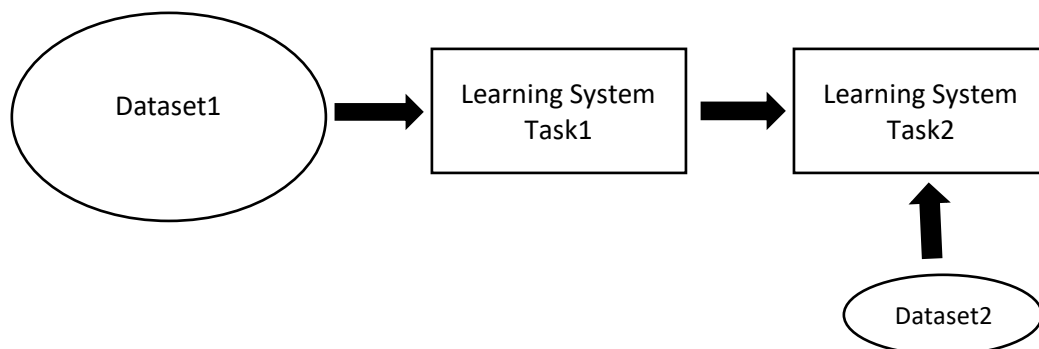 Dataset1
Learning System
Task1
Learning System
Task2
Dataset2